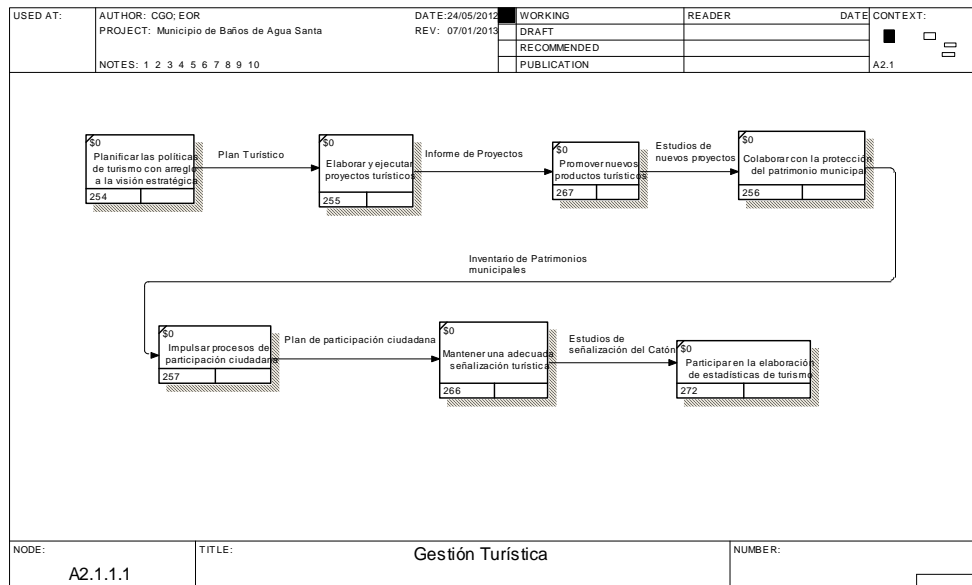 USED AT:
AUTHOR: CGO; EOR
DATE:24/05/2012
WORKING
READER
DATE
CONTEXT:
PROJECT: Municipio de Baños de Agua Santa
REV: 07/01/2013
DRAFT
RECOMMENDED
NOTES: 1 2 3 4 5 6 7 8 9 10
PUBLICATION
A2.1
$0
Planificar las políticas
de turismo con arreglo
a la visión estratégica
254
Plan Turístico
$0
Elaborar y ejecutar
proyectos turísticos
255
Informe de Proyectos
$0
Promover nuevos
productos turísticos
267
Estudios de
nuevos proyectos
$0
Colaborar con la protección
del patrimonio municipal
256
Inventario de Patrimonios
municipales
$0
Impulsar procesos de
participación ciudadana
257
Plan de participación ciudadana
$0
Mantener una adecuada
señalización turística
266
Estudios de
señalización del Catón
$0
Participar en la elaboración
de estadísticas de turismo
272
NODE:
A2.1.1.1
TITLE:
Gestión Turística
NUMBER: